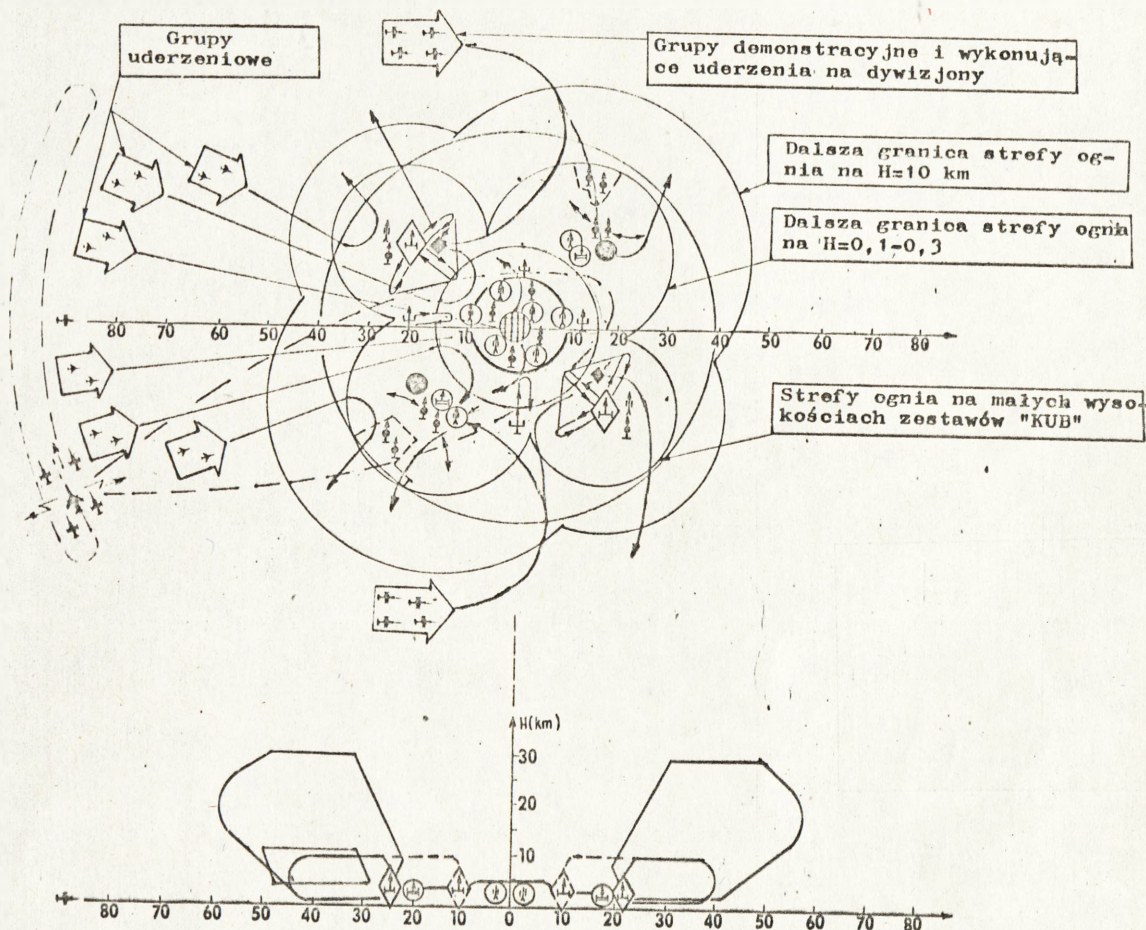 Grupy
uderzeniowe
Grupy demonstracyjne i wykonują-
ce uderzenia na dywizjony
Dalsza granica strefy og-
nia na H=10 km
Dalsza granica strefy ognia
na H=0,1-0,3
80 70 60 50 40 30 20 10 0 10 20 30 40 50 60 70 80
Strefy ognia na małych wyso-
kościach zestawów "KUB"
H(km)
30
20
10
80 70 60 50 40 30 20 10 0 10 20 30 40 50 60 70 80